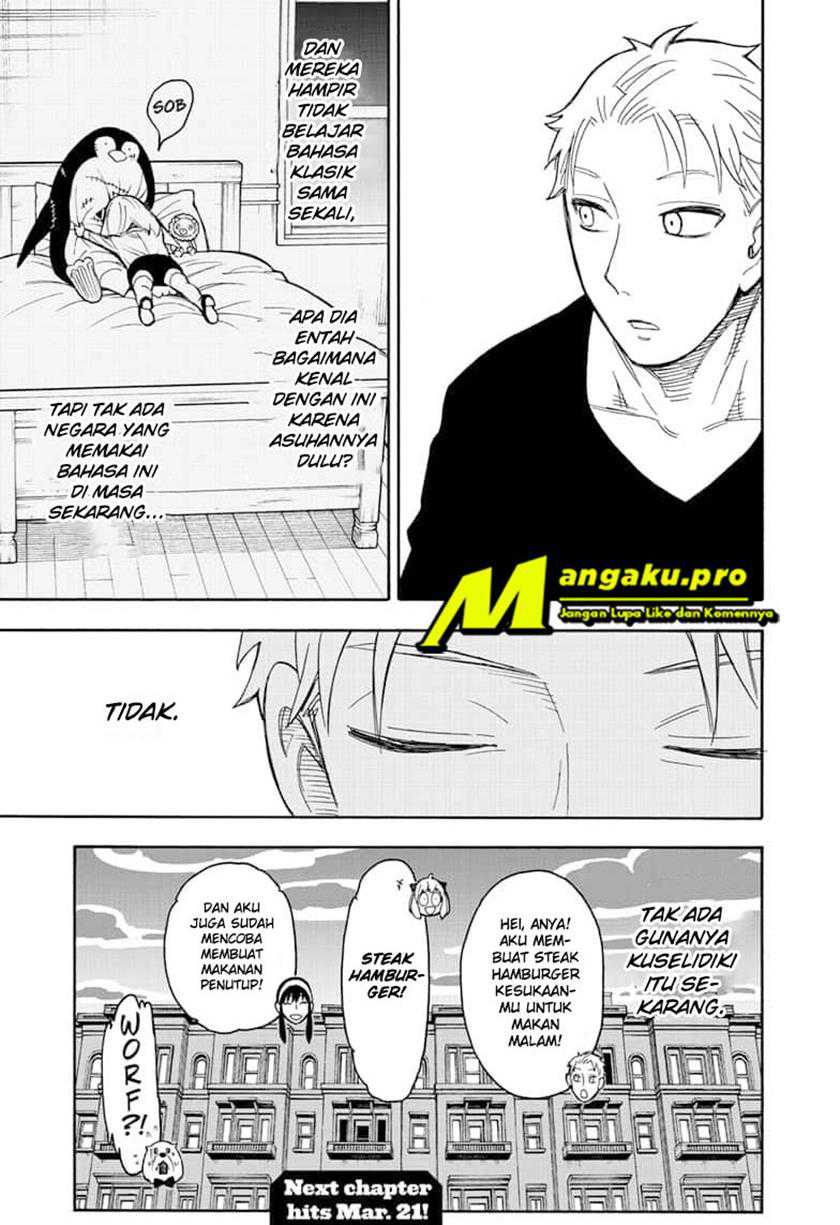 DAN
MEREKA
HAMPIR
TIDAK
BELAJAR
BAHASA
KLASIK
SAMA
SEKALI,
SOB
APA DIA
ENTAH
BAGAIMANA
KENAL
DENGAN INI
KARENA
ASUHANNYA
DULU?
TAPI TAK ADA
NEGARA YANG
MEMAKAI
BAHASA INI
DI MASA
SEKARANG...
Mangaku.pro
Jangan Lupa Like dan Komennya
TIDAK.
TAK ADA
GUNANYA
KUSELIDIKI
ITU SE-
KARANG.
HEI, ANYA!
AKU MEM-
BUAT STEAK
HAMBURGER
KESUKAAN-
MU UNTUK
MAKAN
MALAM!
STEAK
HAMBUR-
GER!
DAN AKU
JUGA SUDAH
MENCOBA
MEMBUAT
MAKANAN
PENUTUP!
WORF?!
Next chapter
hits Mar. 21!